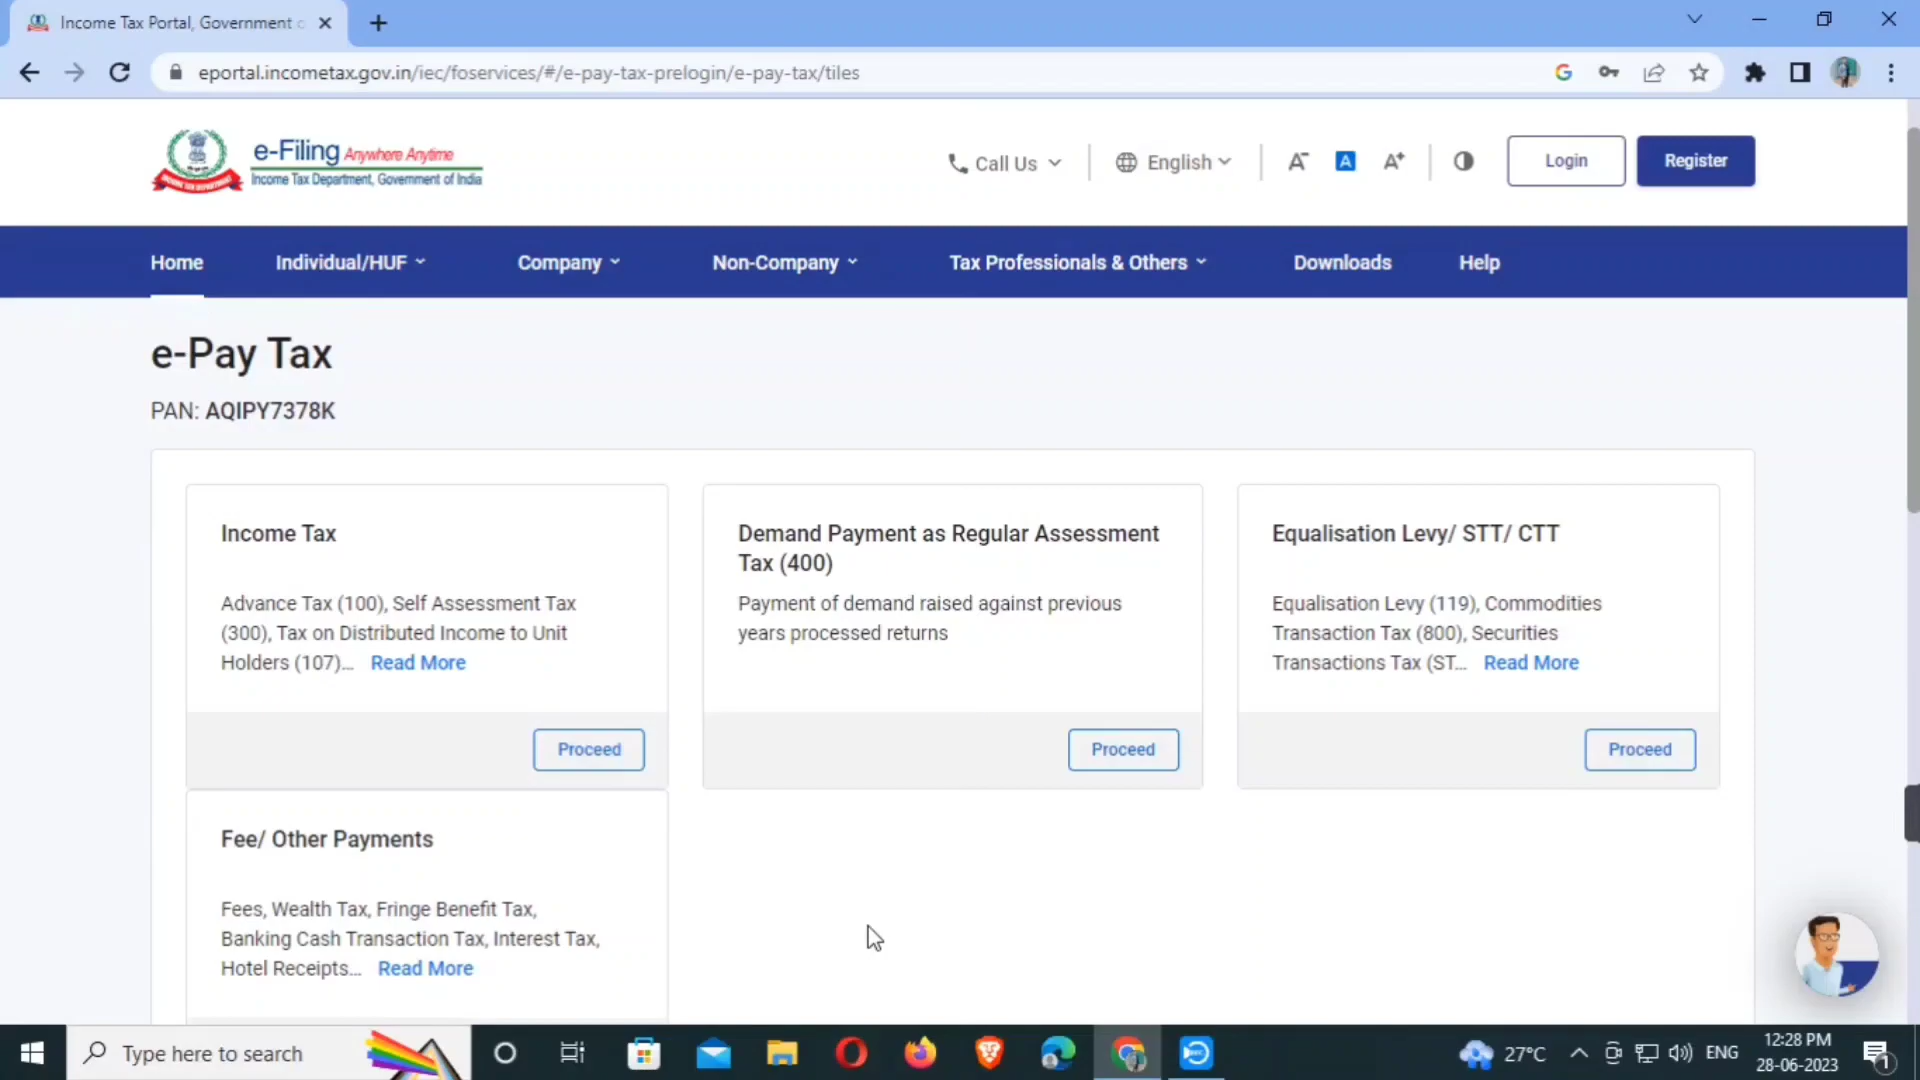 Income Tax Portal, Government
eportal.incometax.gov.in/iec/foservices/#/e-pay-tax-prelogin/e-pay-tax/tiles
e-Filing Anywhere Anytime
Income Tax Department, Government of India
INCOME TAX DEPARTMENT
Call Us
English
A-
A
A+
Login
Register
Home
Individual/HUF
Company
Non-Company
Tax Professionals & Others
Downloads
Help
e-Pay Tax
PAN: AQIPY7378K
Income Tax
Advance Tax (100), Self Assessment Tax
(300), Tax on Distributed Income to Unit
Holders (107)... Read More
Proceed
Demand Payment as Regular Assessment
Tax (400)
Payment of demand raised against previous
years processed returns
Proceed
Equalisation Levy/ STT/ CTT
Equalisation Levy (119), Commodities
Transaction Tax (800), Securities
Transactions Tax (ST... Read More
Proceed
Fee/ Other Payments
Fees, Wealth Tax, Fringe Benefit Tax,
Banking Cash Transaction Tax, Interest Tax,
Hotel Receipts... Read More
Type here to search
27°C
ENG
12:28 PM
28-06-2023
1